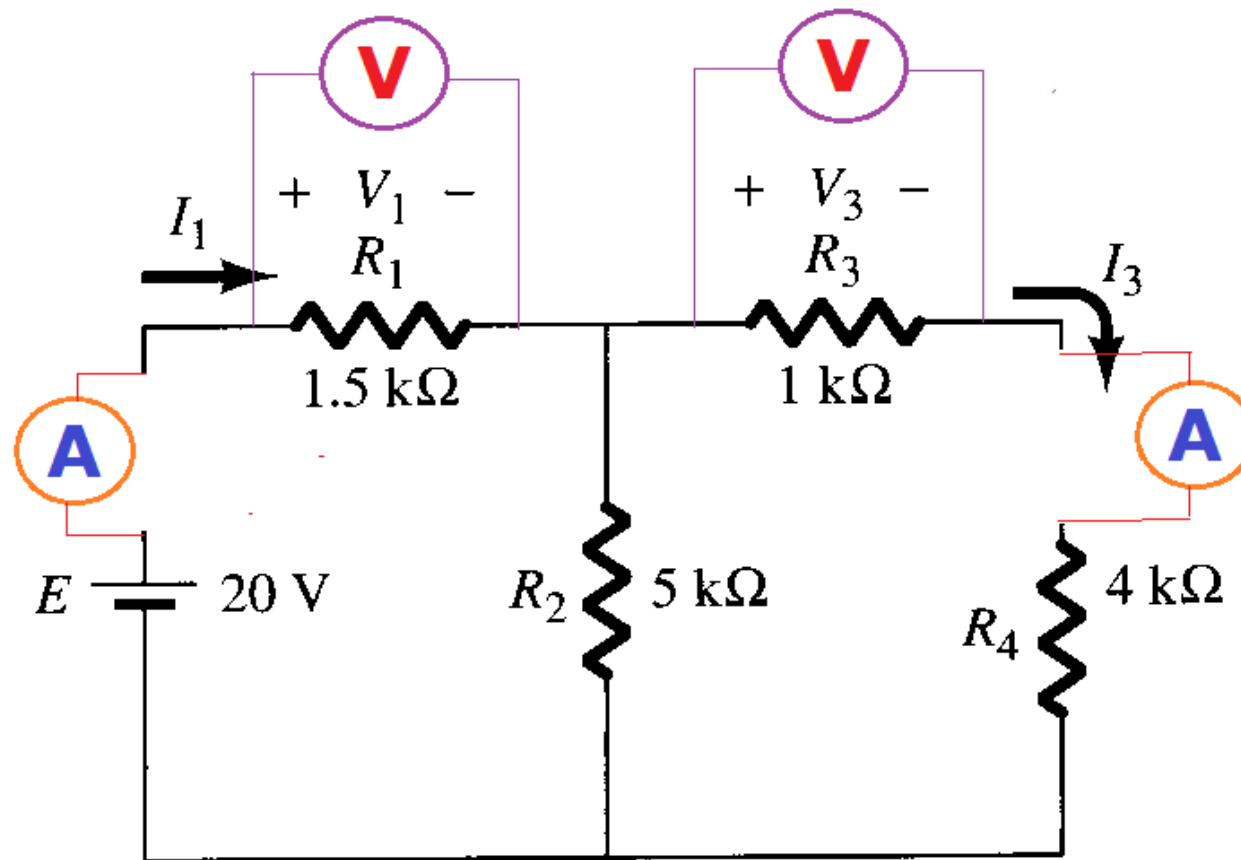 V V
+ V₁ − + V₃ −
I₁ R₁ R₃ I₃
1.5 kΩ 1 kΩ
A A
E 20 V R₂ 5 kΩ R₄ 4 kΩ